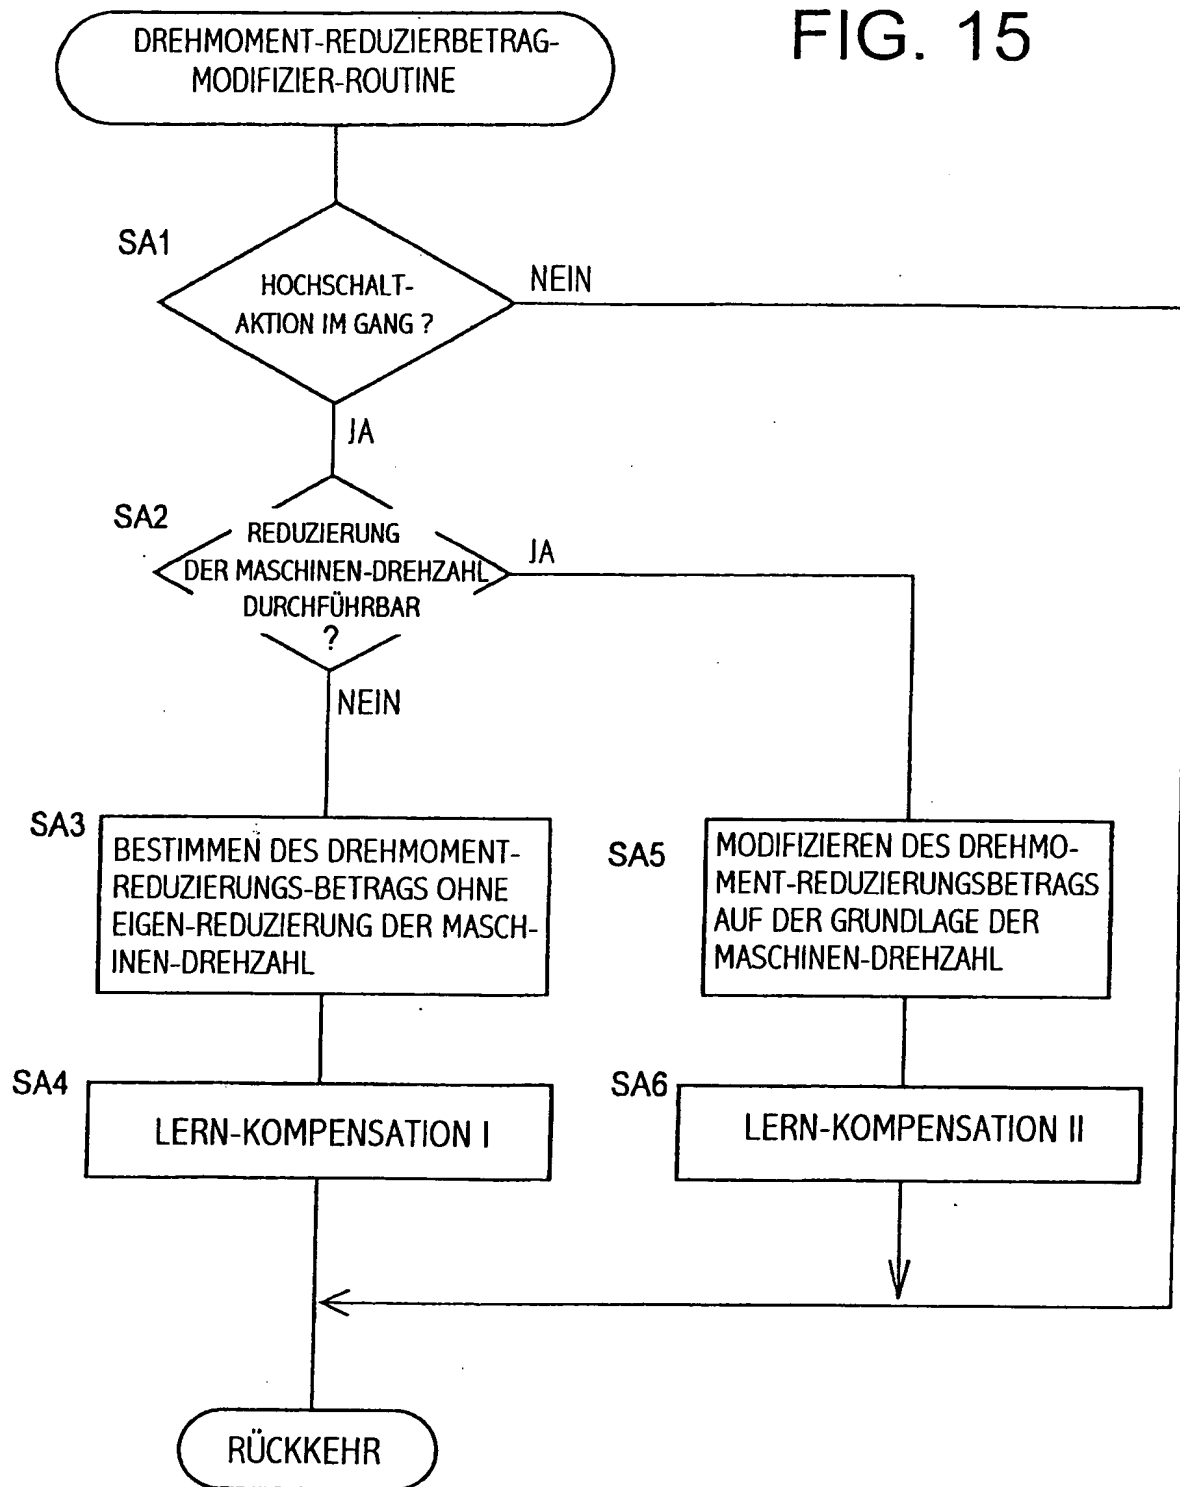 FIG. 15
DREHMOMENT-REDUZIERBETRAG-
MODIFIZIER-ROUTINE
SA1
HOCHSCHALT-
AKTION IM GANG ?
NEIN
JA
SA2
REDUZIERUNG
DER MASCHINEN-DREHZAHL
DURCHFÜHRBAR
?
JA
NEIN
SA3
BESTIMMEN DES DREHMOMENT-
REDUZIERUNGS-BETRAGS OHNE
EIGEN-REDUZIERUNG DER MASCH-
INEN-DREHZAHL
SA5
MODIFIZIEREN DES DREHMO-
MENT-REDUZIERUNGSBETRAGS
AUF DER GRUNDLAGE DER
MASCHINEN-DREHZAHL
SA4
LERN-KOMPENSATION I
SA6
LERN-KOMPENSATION II
RÜCKKEHR